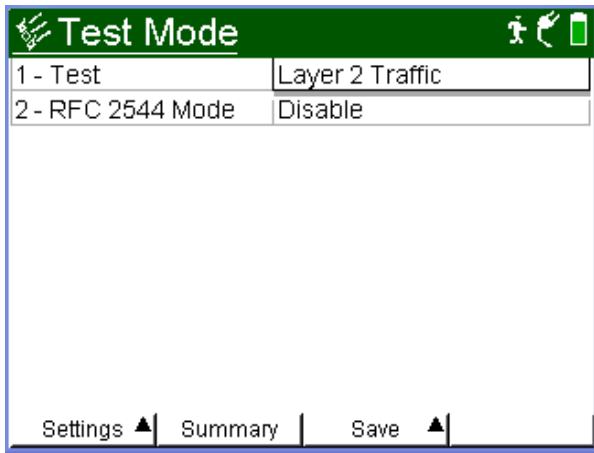 Test Mode
1 - Test Layer 2 Traffic
2 - RFC 2544 Mode Disable
Settings Summary Save